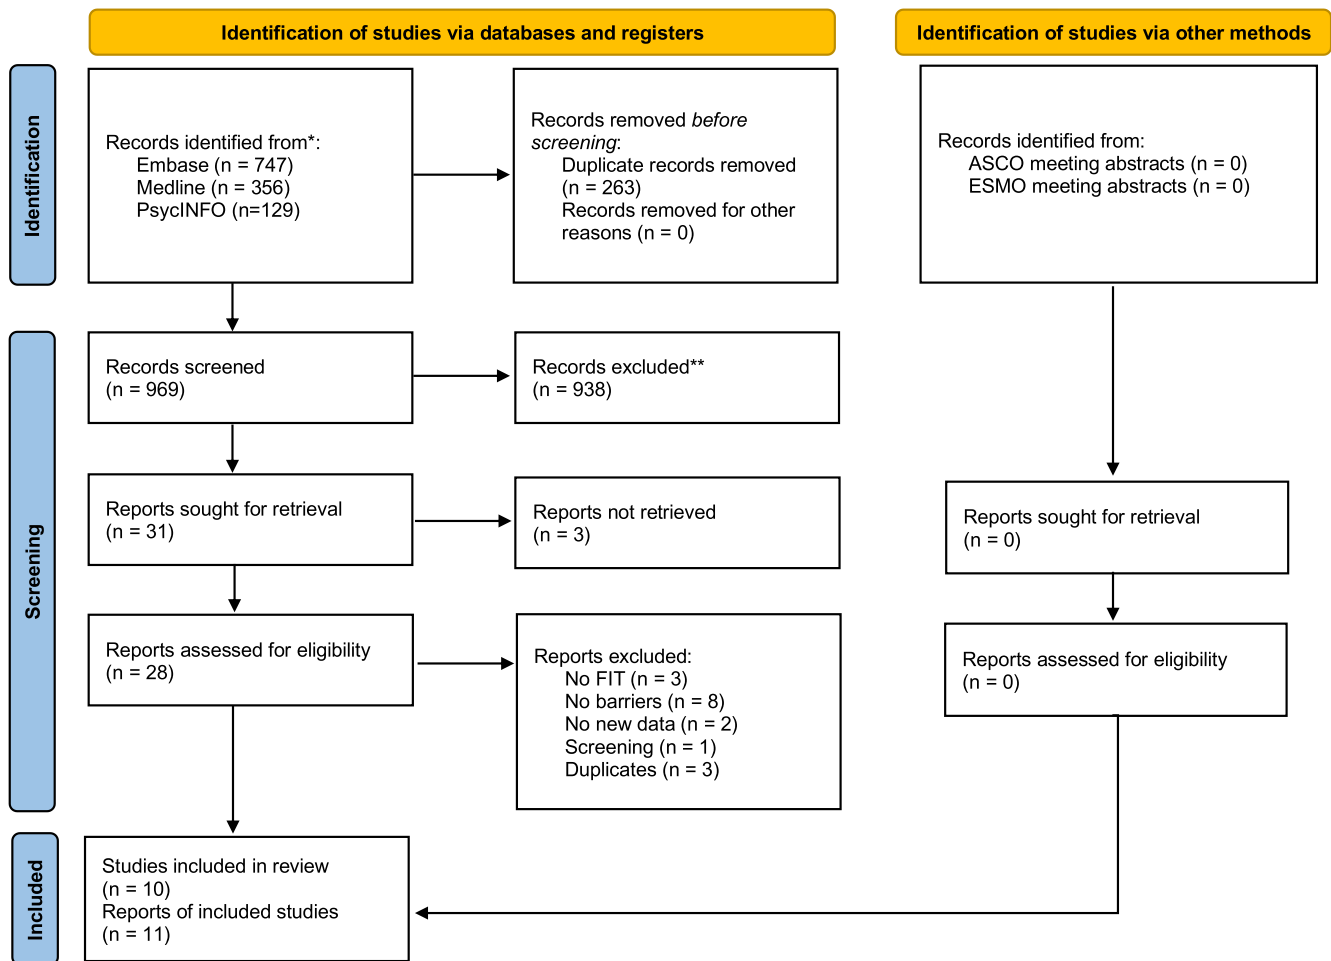 Identification of studies via databases and registers
Identification of studies via other methods
Identification
Records identified from*:
Embase (n = 747)
Medline (n = 356)
PsycINFO (n=129)
Records removed before
screening:
Duplicate records removed
(n = 263)
Records removed for other
reasons (n = 0)
Records identified from:
ASCO meeting abstracts (n = 0)
ESMO meeting abstracts (n = 0)
Screening
Records screened
(n = 969)
Records excluded**
(n = 938)
Reports sought for retrieval
(n = 31)
Reports not retrieved
(n = 3)
Reports sought for retrieval
(n = 0)
Reports assessed for eligibility
(n = 28)
Reports excluded:
No FIT (n = 3)
No barriers (n = 8)
No new data (n = 2)
Screening (n = 1)
Duplicates (n = 3)
Reports assessed for eligibility
(n = 0)
Included
Studies included in review
(n = 10)
Reports of included studies
(n = 11)